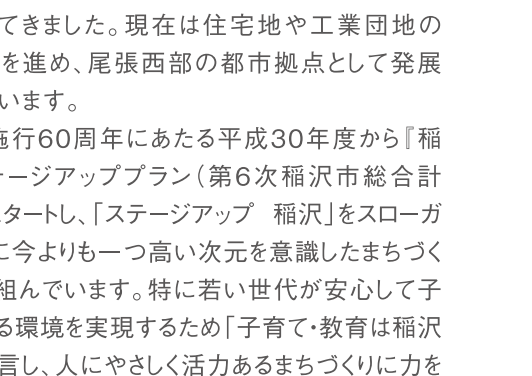 てきました。現在は住宅地や工業団地の
を進め、尾張西部の都市拠点として発展
います。
施行60周年にあたる平成30年度から『稲
テージアッププラン（第6次稲沢市総合計
スタートし、「ステージアップ　稲沢」をスローガ
に今よりも一つ高い次元を意識したまちづく
組んでいます。特に若い世代が安心して子
る環境を実現するため「子育て・教育は稲沢
言し、人にやさしく活力あるまちづくりに力を